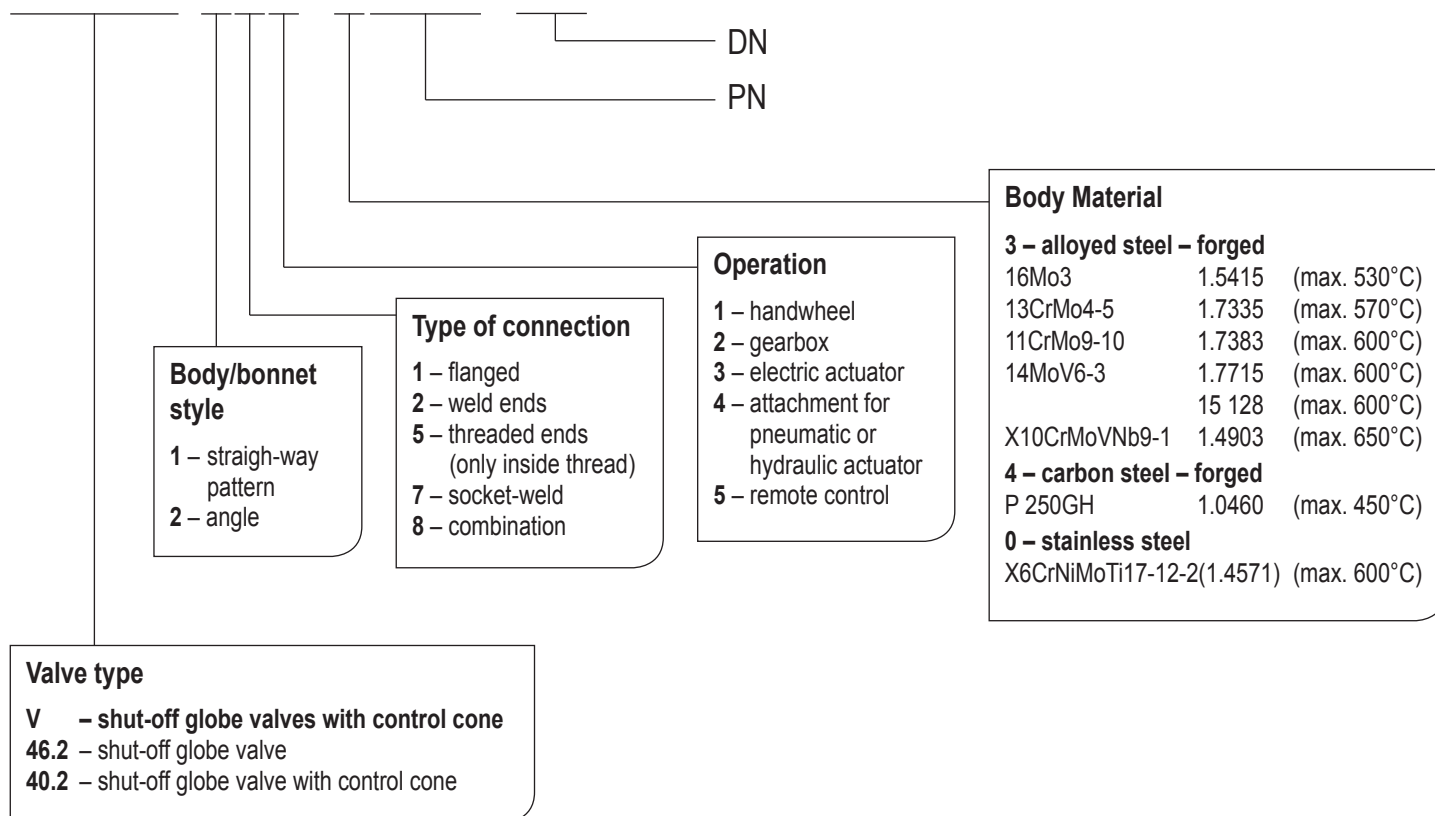 DN
PN
Body Material
3 – alloyed steel – forged
16Mo3 1.5415 (max. 530°C)
13CrMo4-5 1.7335 (max. 570°C)
11CrMo9-10 1.7383 (max. 600°C)
14MoV6-3 1.7715 (max. 600°C)
15 128 (max. 600°C)
X10CrMoVNb9-1 1.4903 (max. 650°C)
4 – carbon steel – forged
P 250GH 1.0460 (max. 450°C)
0 – stainless steel
X6CrNiMoTi17-12-2(1.4571) (max. 600°C)
Operation
1 – handwheel
2 – gearbox
3 – electric actuator
4 – attachment for
pneumatic or
hydraulic actuator
5 – remote control
Type of connection
1 – flanged
2 – weld ends
5 – threaded ends
(only inside thread)
7 – socket-weld
8 – combination
Body/bonnet
style
1 – straigh-way
pattern
2 – angle
Valve type
V – shut-off globe valves with control cone
46.2 – shut-off globe valve
40.2 – shut-off globe valve with control cone